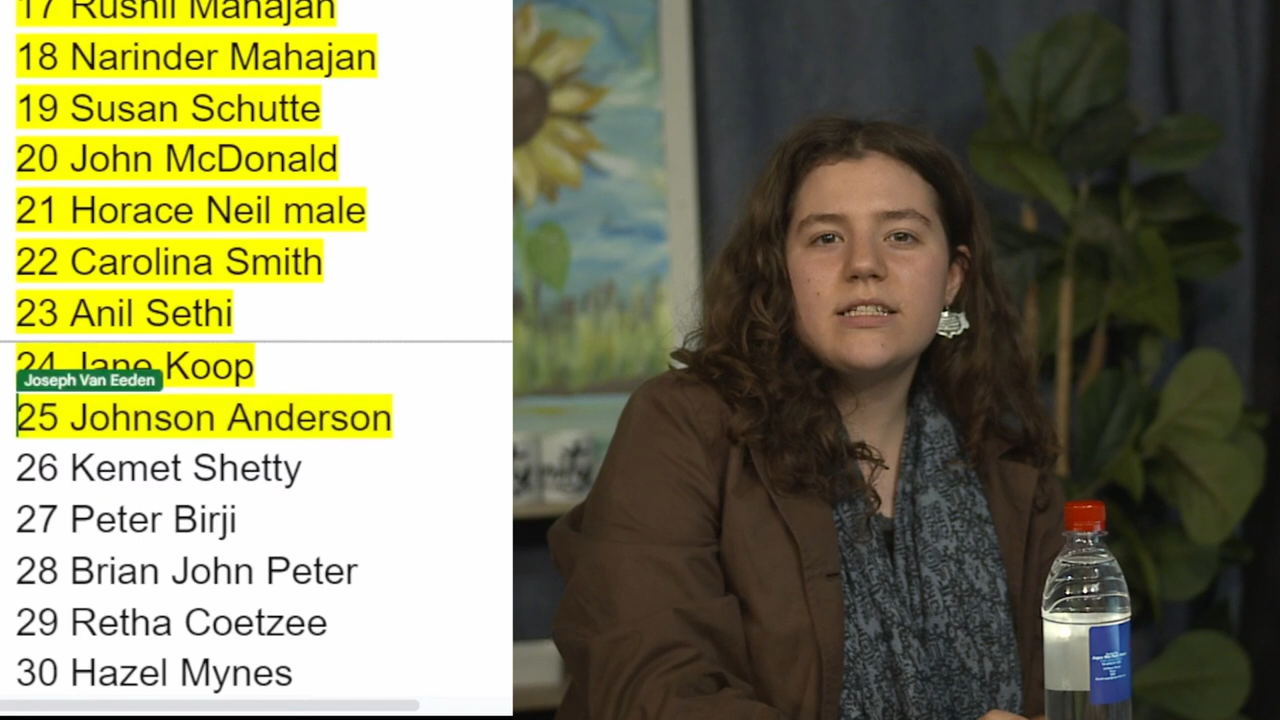 17 Rushil Mahajan
18 Narinder Mahajan
19 Susan Schutte
20 John McDonald
21 Horace Neil male
22 Carolina Smith
23 Anil Sethi
24 Jane Koop
Joseph Van Eeden
25 Johnson Anderson
26 Kemet Shetty
27 Peter Birji
28 Brian John Peter
29 Retha Coetzee
30 Hazel Mynes